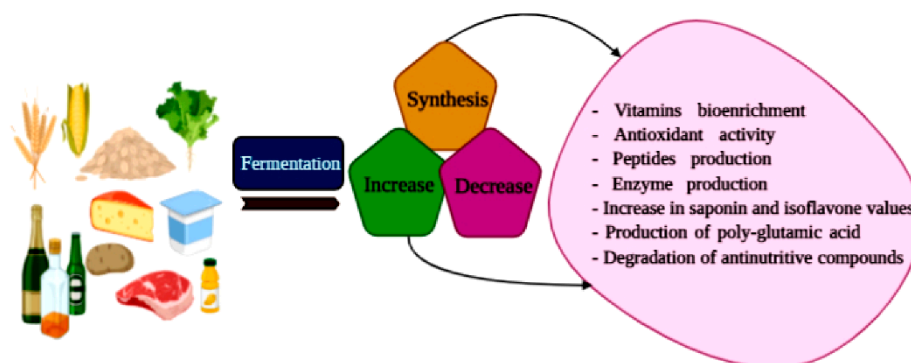 Fermentation
Synthesis
Increase
Decrease
- Vitamins bioenrichment
- Antioxidant activity
- Peptides production
- Enzyme production
- Increase in saponin and isoflavone values
- Production of poly-glutamic acid
- Degradation of antinutritive compounds